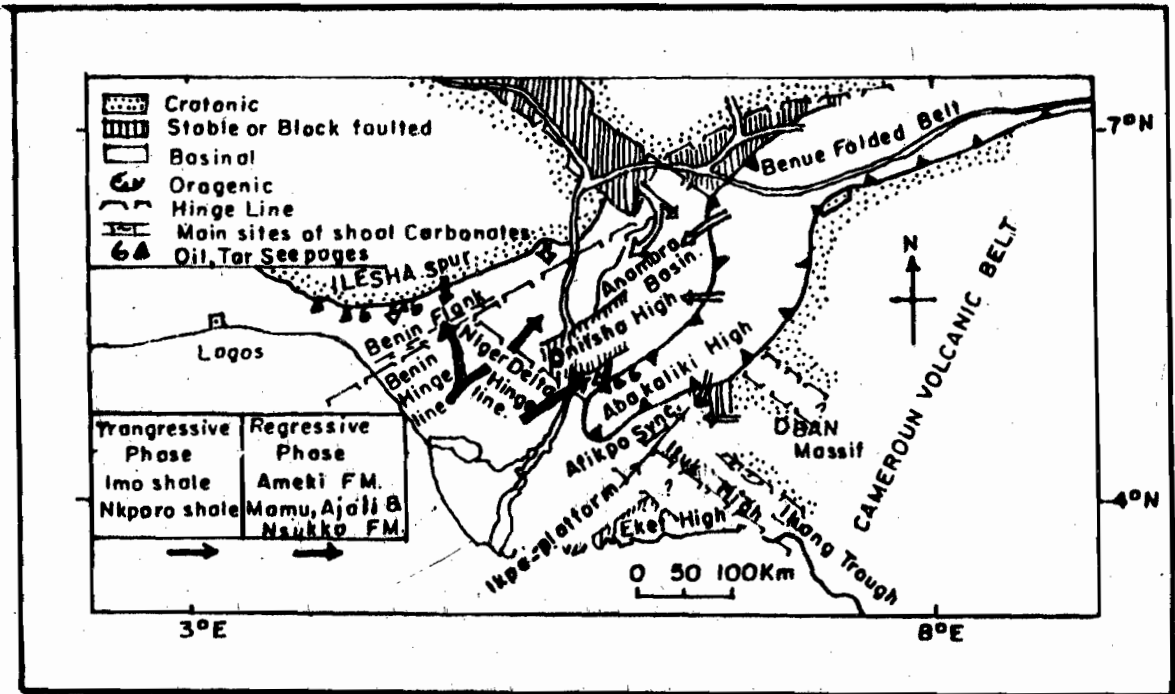 Cratonic
Stable or Block faulted
Basinal
Oragenic
Hinge Line
Main sites of shoal Carbonates
Oil, Tar Seepages
7°N
Benue Folded Belt
ILESHA Spur
Anambra
Basin
N
Benin Flank
Niger Delta
Hinge
line
Onitsha High
Lagos
Benin
Hinge
line
Abakaliki High
CAMEROUN VOLCANIC BELT
Afikpo Sync.
OBAN
Massif
Trangressive
Phase
Imo shale
Nkporo shale
Regressive
Phase
Ameki FM.
Mamu, Ajali &
Nsukka FM.
4°N
Ituk High
?
Eket High
Ikpe-platform
Ikang Trough
0 50 100Km
3°E
8°E